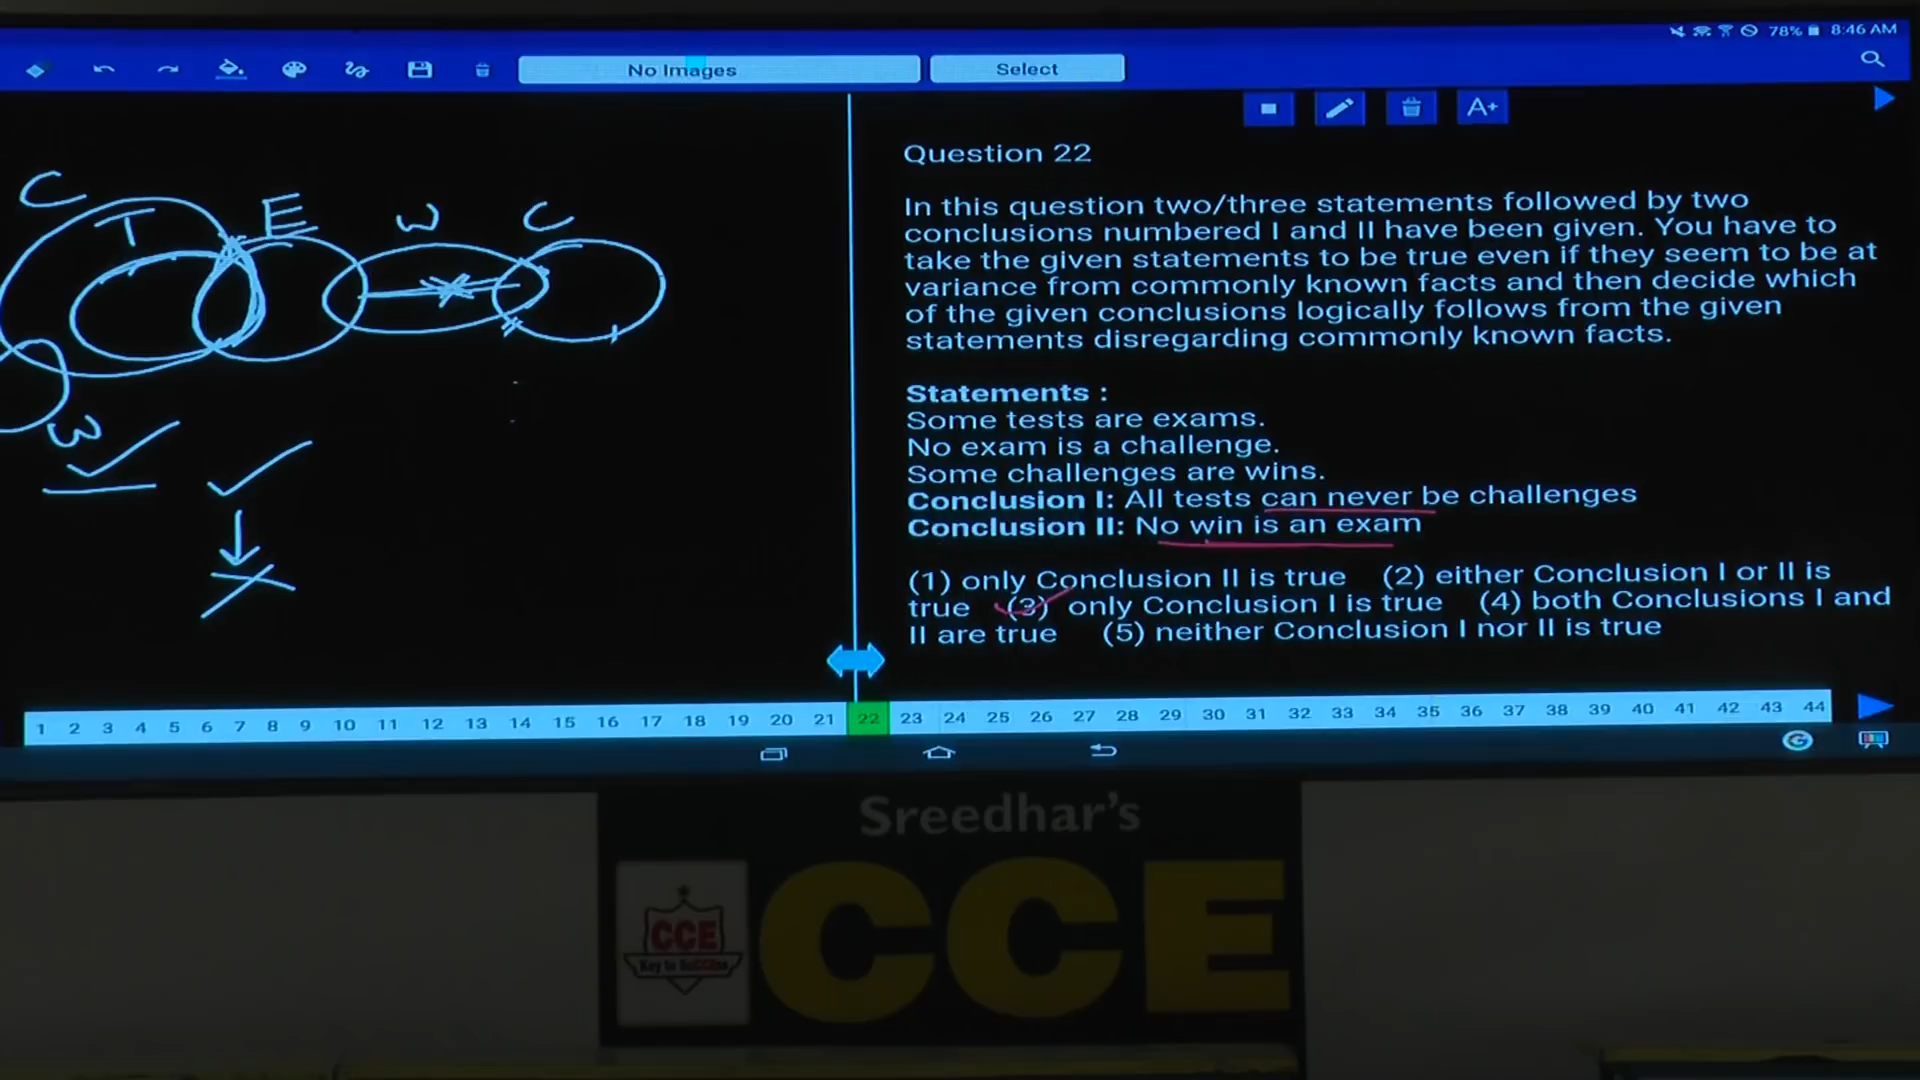 78% 8:46 AM
No Images Select
A+
Question 22
In this question two/three statements followed by two
conclusions numbered I and II have been given. You have to
take the given statements to be true even if they seem to be at
variance from commonly known facts and then decide which
of the given conclusions logically follows from the given
statements disregarding commonly known facts.
Statements :
Some tests are exams.
No exam is a challenge.
Some challenges are wins.
Conclusion I: All tests can never be challenges
Conclusion II: No win is an exam
(1) only Conclusion II is true (2) either Conclusion I or II is
true (3) only Conclusion I is true (4) both Conclusions I and
II are true (5) neither Conclusion I nor II is true
C T E W C
W
1 2 3 4 5 6 7 8 9 10 11 12 13 14 15 16 17 18 19 20 21 22 23 24 25 26 27 28 29 30 31 32 33 34 35 36 37 38 39 40 41 42 43 44
G
Sreedhar's
CCE
CCE
Key to SuCCEss